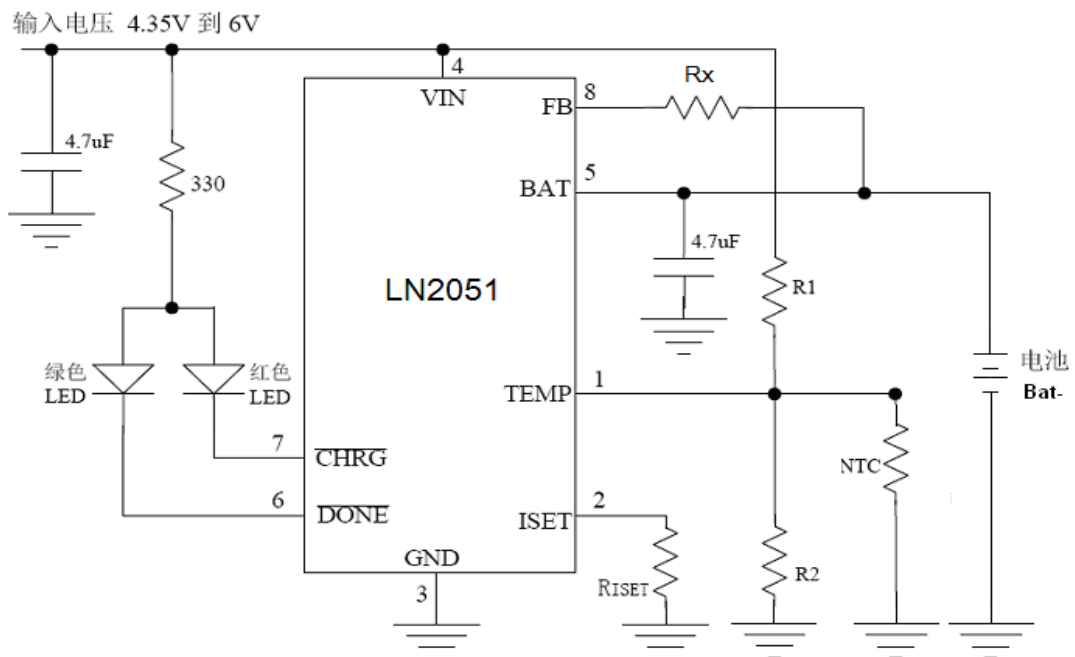 输入电压 4.35V 到 6V
4
VIN
Rx
8
FB
4.7uF
330
5
BAT
4.7uF
LN2051
R1
绿色
LED
红色
LED
电池
Bat-
1
TEMP
7
CHRG
NTC
6
DONE
2
ISET
GND
3
RISET
R2